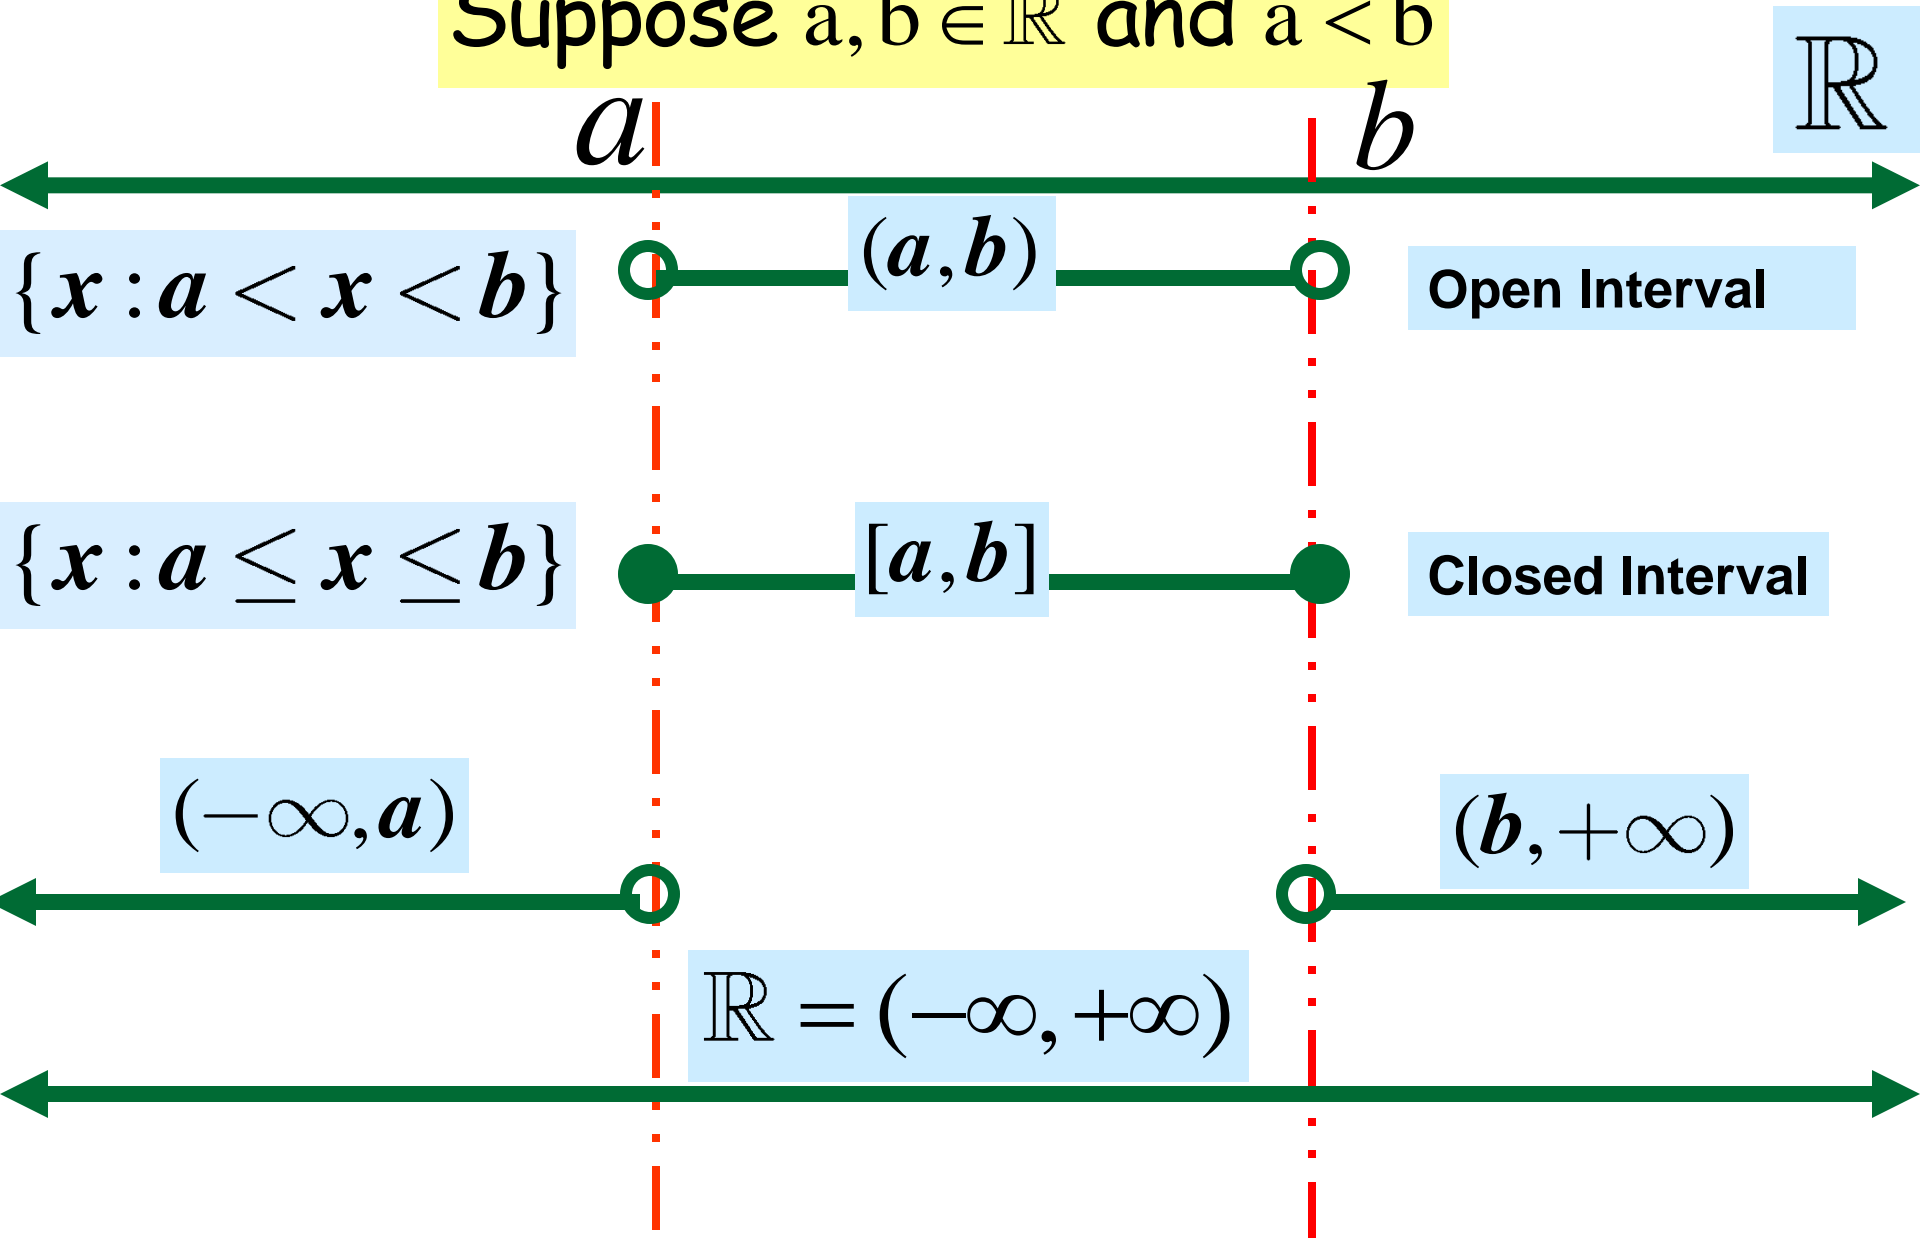 Suppose a, b ∈ ℝ and a < b
ℝ
a b
{x : a < x < b} (a, b) Open Interval
{x : a ≤ x ≤ b} [a, b] Closed Interval
(−∞, a) (b, +∞)
ℝ = (−∞, +∞)